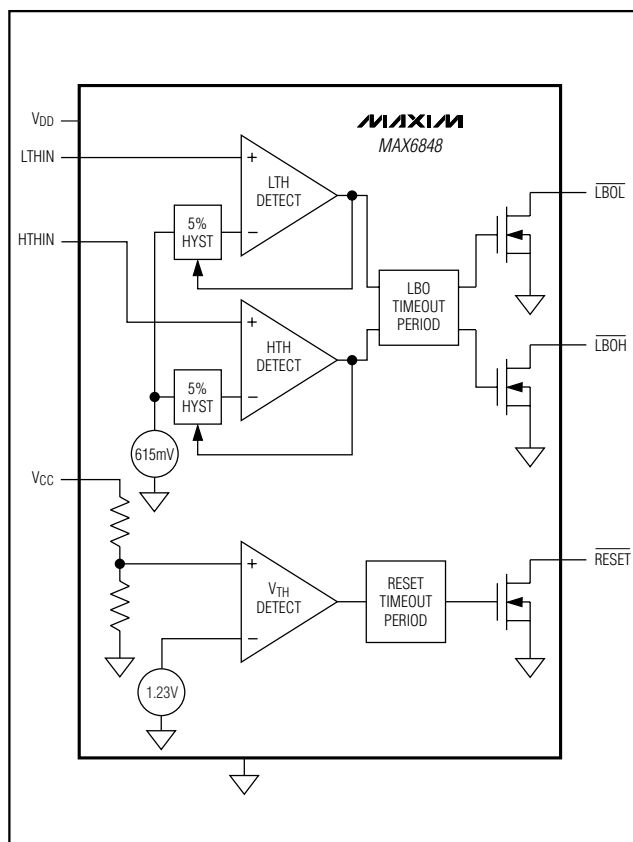 VDD
MAXIM
MAX6848
LTHIN
+
LTH
DETECT
−
5%
HYST
LBOL
HTHIN
+
HTH
DETECT
−
5%
HYST
LBO
TIMEOUT
PERIOD
LBOH
615mV
VCC
+
VTH
DETECT
−
RESET
TIMEOUT
PERIOD
RESET
1.23V